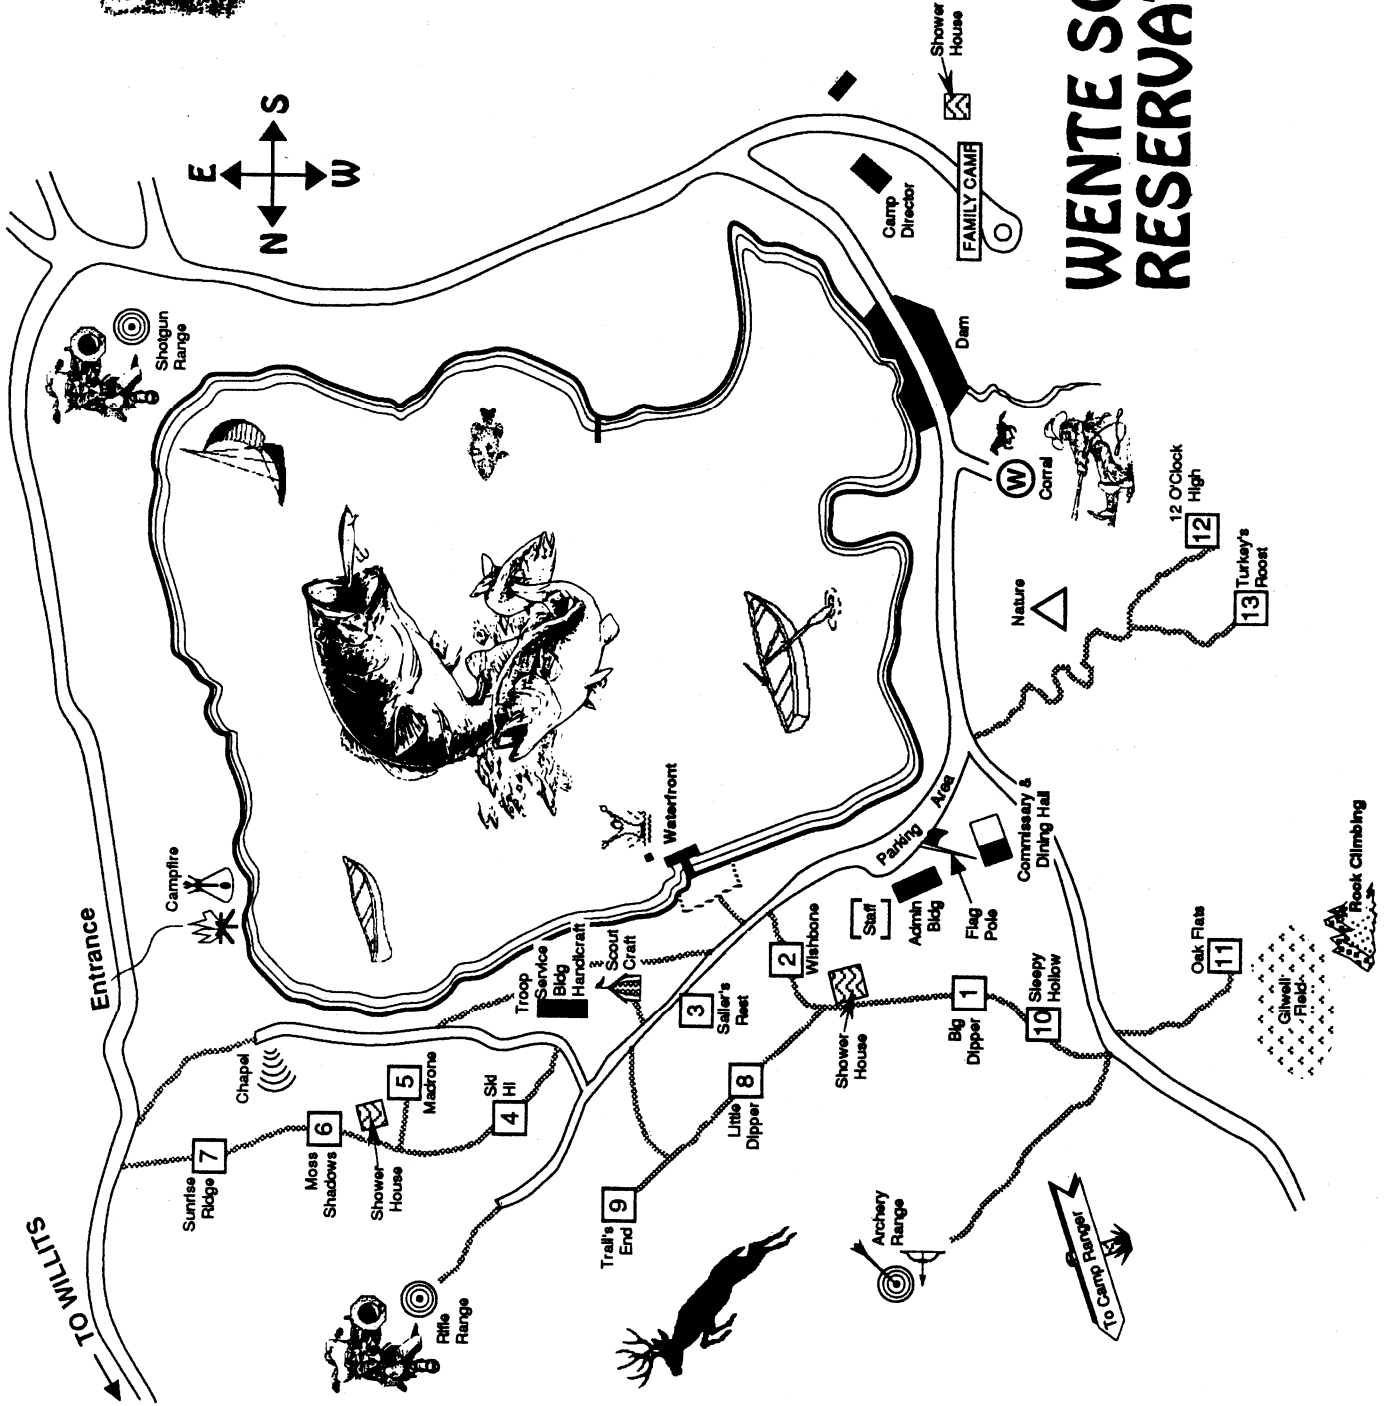 WENTE
RESERVA
N
S
E
W
TO WILLITS
Entrance
Campfire
Shotgun
Range
Chapel
7
Sunrise
Ridge
6
Moss
Shadows
Shower
House
5
Madrone
4
Ski
Hi
Rifle
Range
Troop
Service
Bldg
Handicraft
Scout
Craft
Waterfront
3
Sailer's
Rest
9
Trail's
End
8
Little
Dipper
2
Wishbone
Shower
House
Staff
Admin
Bldg
Flag
Pole
Parking Area
Commissary &
Dining Hall
1
Big
Dipper
10
Sleepy
Hollow
Archery
Range
To Camp Ranger
11
Oak Flats
Gilwell
Field
Rook Climbing
Nature
12 O'Clock
High
12
Turkey's
Roost
13
W
Corral
Dam
Camp
Director
FAMILY CAMP
Shower
House